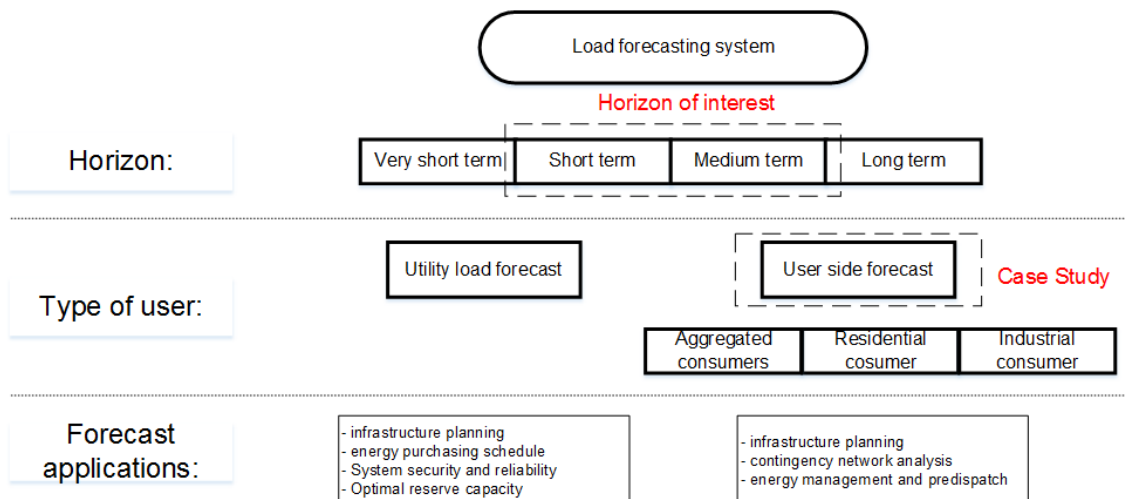 Load forecasting system
Horizon of interest
Horizon:
Very short term
Short term
Medium term
Long term
Type of user:
Utility load forecast
User side forecast
Case Study
Aggregated
consumers
Residential
cosumer
Industrial
consumer
Forecast
applications:
- infrastructure planning
- energy purchasing schedule
- System security and reliability
- Optimal reserve capacity
- infrastructure planning
- contingency network analysis
- energy management and predispatch